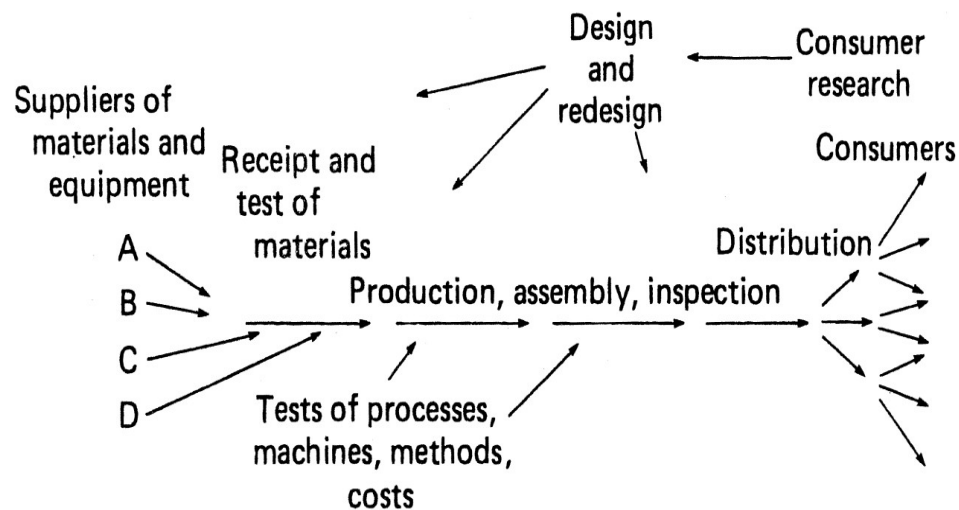 Design
and
redesign
Consumer
research
Suppliers of
materials and
equipment
Receipt and
test of
materials
Consumers
A
B
C
D
Distribution
Production, assembly, inspection
Tests of processes,
machines, methods,
costs